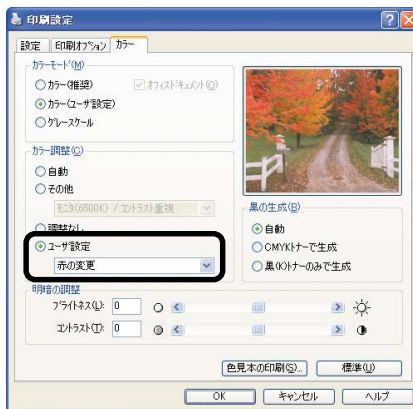 印刷設定
設定 印刷オプション カラー
カラーモード(M)
カラー(推奨) オフィスドキュメント(O)
カラー(ユーザ設定)
グレースケール
カラー調整(C)
自動
その他
モニタ(6500K) / コントラスト重視
調整なし
ユーザ設定
赤の変更
黒の生成(B)
自動
CMYKトナーで生成
黒(K)トナーのみで生成
明暗の調整
ブライトネス(L): 0
コントラスト(T): 0
色見本の印刷(S)... 標準(U)
OK キャンセル ヘルプ